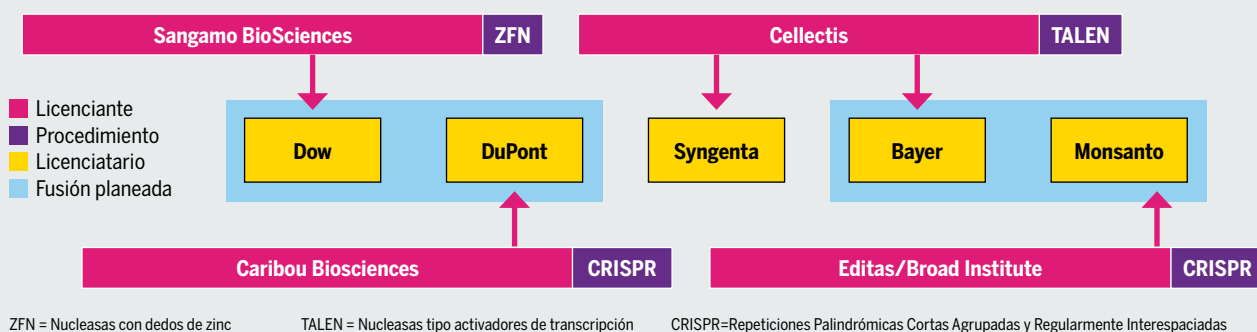 Sangamo BioSciences ZFN Cellectis TALEN
Licenciante
Procedimiento
Licenciatario
Fusión planeada
Dow DuPont Syngenta Bayer Monsanto
Caribou Biosciences CRISPR Editas/Broad Institute CRISPR
ZFN = Nucleasas con dedos de zinc TALEN = Nucleasas tipo activadores de transcripción CRISPR=Repeticiones Palindrómicas Cortas Agrupadas y Regularmente Interespaciadas